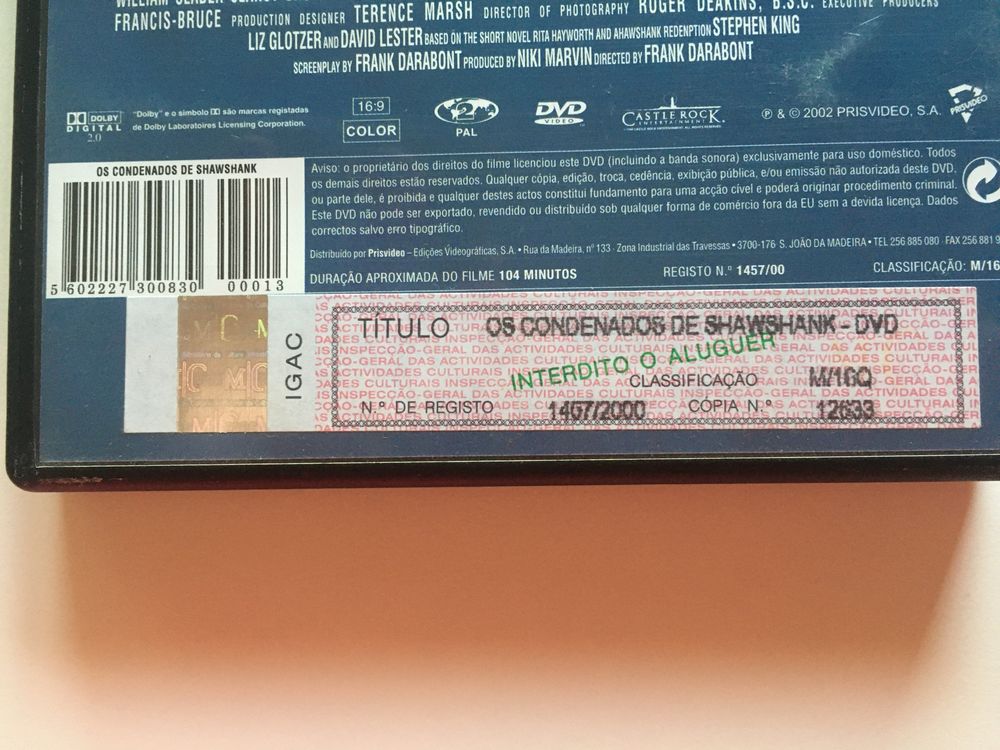 FRANCIS-BRUCE PRODUCTION DESIGNER TERENCE MARSH DIRECTOR OF PHOTOGRAPHY ROGER DEAKINS, B.S.C. EXECUTIVE PRODUCERS
LIZ GLOTZER AND DAVID LESTER BASED ON THE SHORT NOVEL RITA HAYWORTH AND AHAWSHANK REDENPTION STEPHEN KING
SCREENPLAY BY FRANK DARABONT PRODUCED BY NIKI MARVIN DIRECTED BY FRANK DARABONT
DOLBY
DIGITAL
2.0
"Dolby" e o símbolo são marcas registadas
de Dolby Laboratoires Licensing Corporation.
16:9
COLOR
2
PAL
DVD
VIDEO
CASTLE ROCK
ENTERTAINMENT
℗ & © 2002 PRISVIDEO, S.A.
PRISVIDEO
OS CONDENADOS DE SHAWSHANK
5 602227 300830 00013
Aviso: o proprietário dos direitos do filme licenciou este DVD (incluindo a banda sonora) exclusivamente para uso doméstico. Todos
os demais direitos estão reservados. Qualquer cópia, edição, troca, cedência, exibição pública, e/ou emissão não autorizada deste DVD,
ou parte dele, é proibida e qualquer destes actos constitui fundamento para uma acção cível e poderá originar procedimento criminal.
Este DVD não pode ser exportado, revendido ou distribuído sob qualquer forma de comércio fora da EU sem a devida licença. Dados
correctos salvo erro tipográfico.
Distribuído por Prisvideo – Edições Videográficas, S.A. • Rua da Madeira, nº 133 - Zona Industrial das Travessas • 3700-176 S. JOÃO DA MADEIRA • TEL 256 885 080 · FAX 256 881 9
DURAÇÃO APROXIMADA DO FILME 104 MINUTOS
REGISTO N.º 1457/00
CLASSIFICAÇÃO: M/16
IGAC
TÍTULO OS CONDENADOS DE SHAWSHANK - DVD
INTERDITO O ALUGUER
CLASSIFICAÇÃO M/16Q
N.º DE REGISTO 1407/2000 COPIA N.º